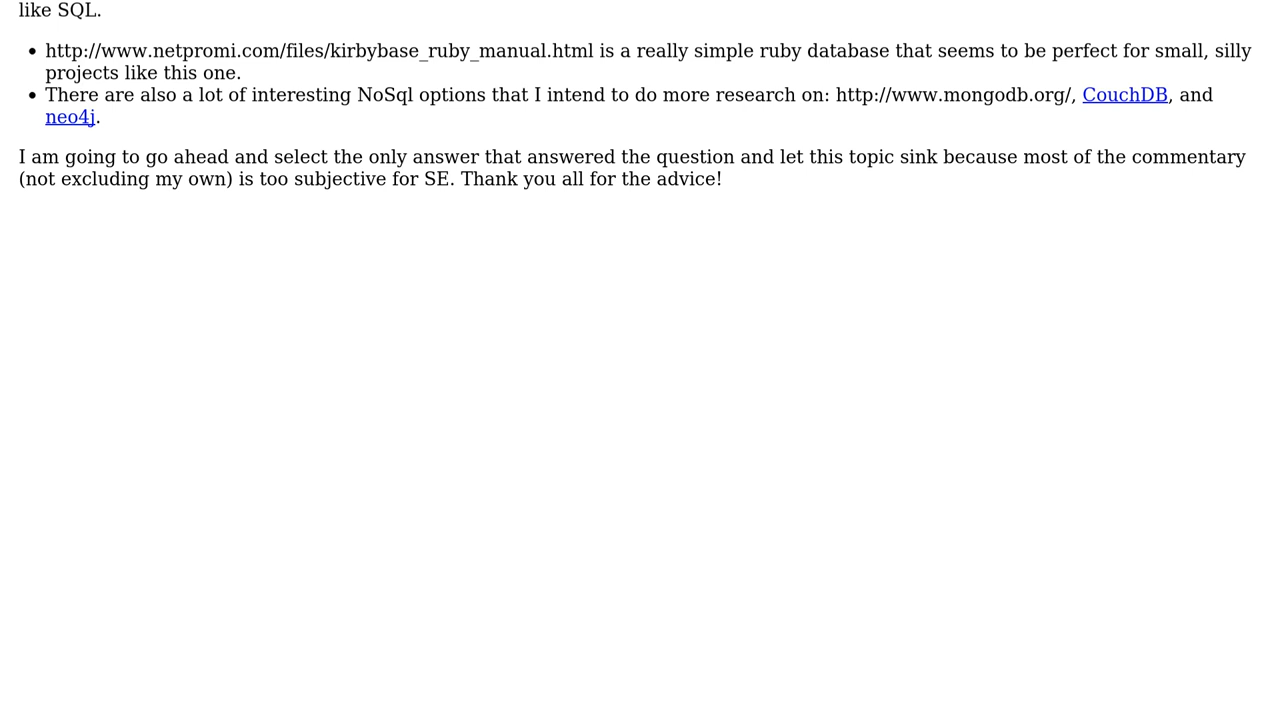 like SQL.
http://www.netpromi.com/files/kirbybase_ruby_manual.html is a really simple ruby database that seems to be perfect for small, silly
projects like this one.
There are also a lot of interesting NoSql options that I intend to do more research on: http://www.mongodb.org/, CouchDB, and
neo4j.
I am going to go ahead and select the only answer that answered the question and let this topic sink because most of the commentary
(not excluding my own) is too subjective for SE. Thank you all for the advice!